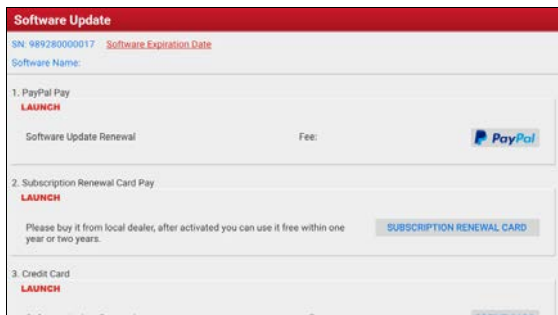 Software Update
SN: 989280000017 Software Expiration Date
Software Name:
1. PayPal Pay
LAUNCH
Software Update Renewal Fee: PayPal
2. Subscription Renewal Card Pay
LAUNCH
Please buy it from local dealer, after activated you can use it free within one SUBSCRIPTION RENEWAL CARD
year or two years.
3. Credit Card
LAUNCH